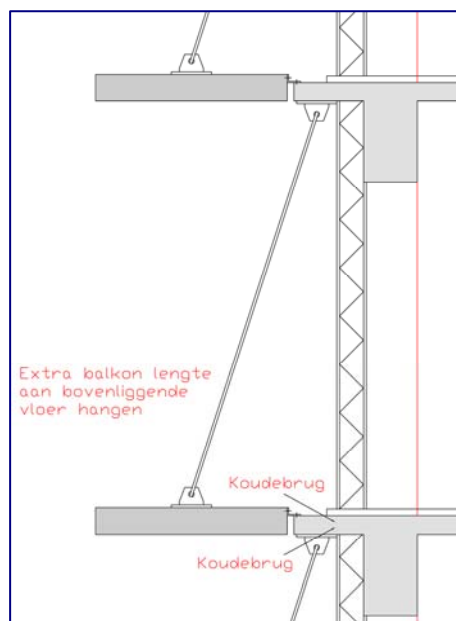 Extra balkon lengte
aan bovenliggende
vloer hangen
Koudebrug
Koudebrug